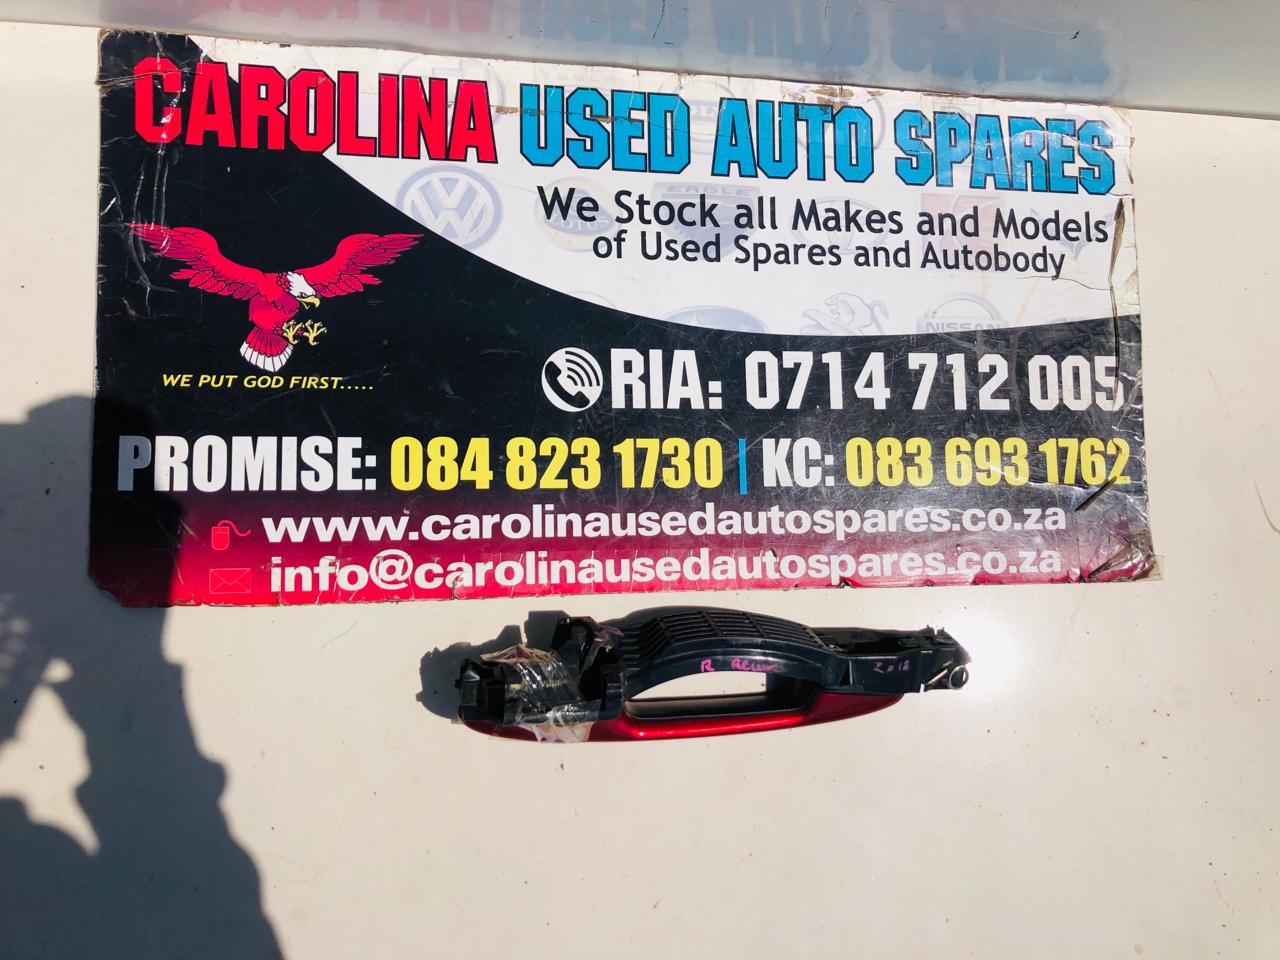 CAROLINA USED AUTO SPARES
We Stock all Makes and Models
of Used Spares and Autobody
EAGLE
NISSAN
WE PUT GOD FIRST.....
RIA: 0714 712 005
PROMISE: 084 823 1730 | KC: 083 693 1762
www.carolinausedautospares.co.za
info@carolinausedautospares.co.za
R